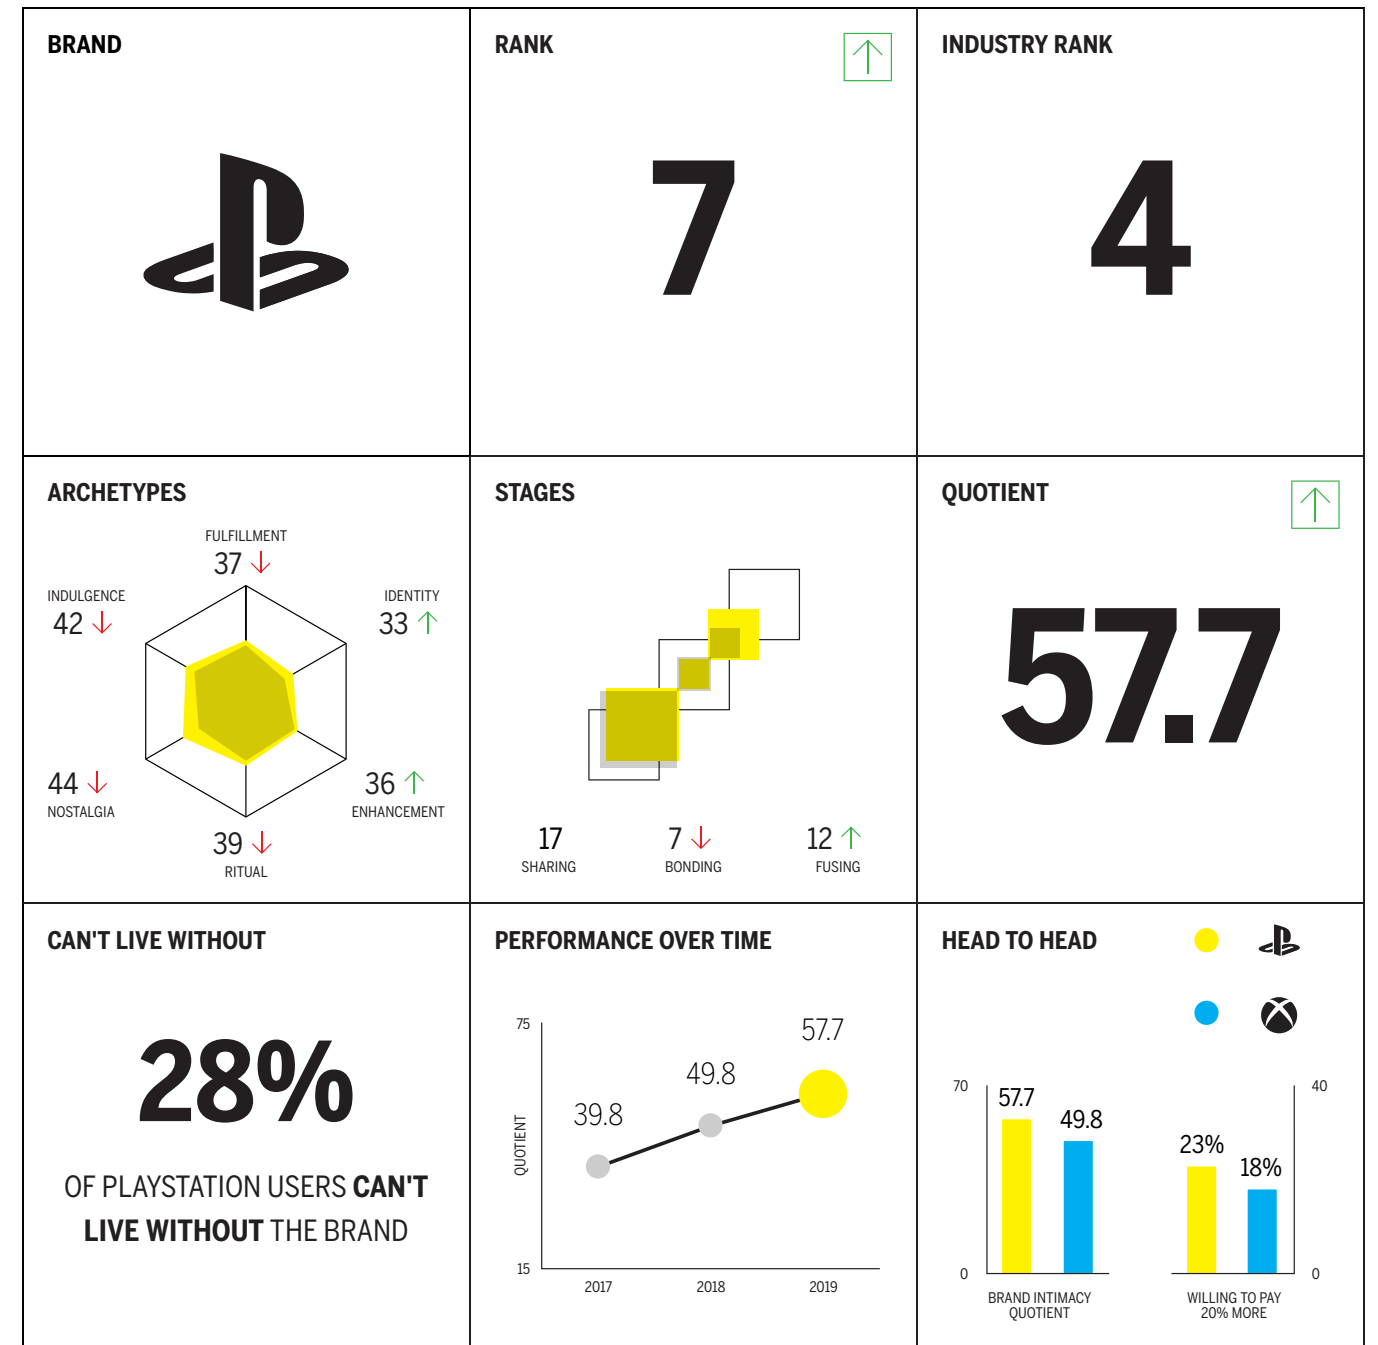 BRAND
RANK
7
INDUSTRY RANK
4
ARCHETYPES
FULFILLMENT
37
INDULGENCE
42
IDENTITY
33
44
NOSTALGIA
36
ENHANCEMENT
39
RITUAL
STAGES
17
SHARING
7
BONDING
12
FUSING
QUOTIENT
57.7
CAN'T LIVE WITHOUT
28%
OF PLAYSTATION USERS CAN'T
LIVE WITHOUT THE BRAND
PERFORMANCE OVER TIME
75
57.7
49.8
39.8
QUOTIENT
15
2017
2018
2019
HEAD TO HEAD
70
57.7
49.8
0
BRAND INTIMACY
QUOTIENT
40
23%
18%
0
WILLING TO PAY
20% MORE